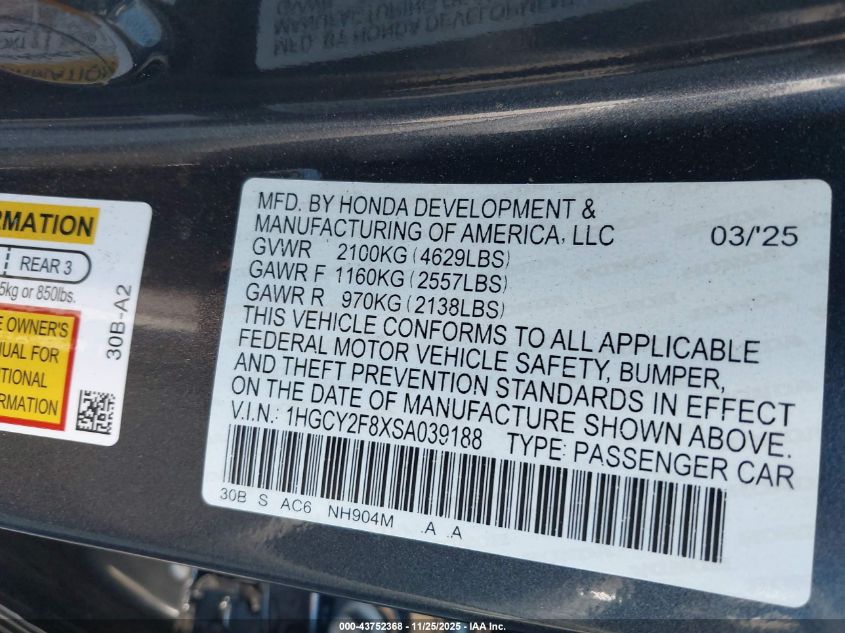 MFD. BY HONDA DEVELOPMENT &
MANUFACTURING OF AMERICA, LLC 03/'25
GVWR 2100KG (4629LBS)
GAWR F 1160KG (2557LBS)
GAWR R 970KG (2138LBS)
THIS VEHICLE CONFORMS TO ALL APPLICABLE
FEDERAL MOTOR VEHICLE SAFETY, BUMPER,
AND THEFT PREVENTION STANDARDS IN EFFECT
ON THE DATE OF MANUFACTURE SHOWN ABOVE.
V.I.N.: 1HGCY2F8XSA039188 TYPE: PASSENGER CAR
30B S AC6 NH904M .A .A
RMATION
REAR 3
5kg or 850lbs.
E OWNER'S
UAL FOR
TIONAL
RMATION
30B-A2
000-43752368 - 11/25/2025 - IAA Inc.